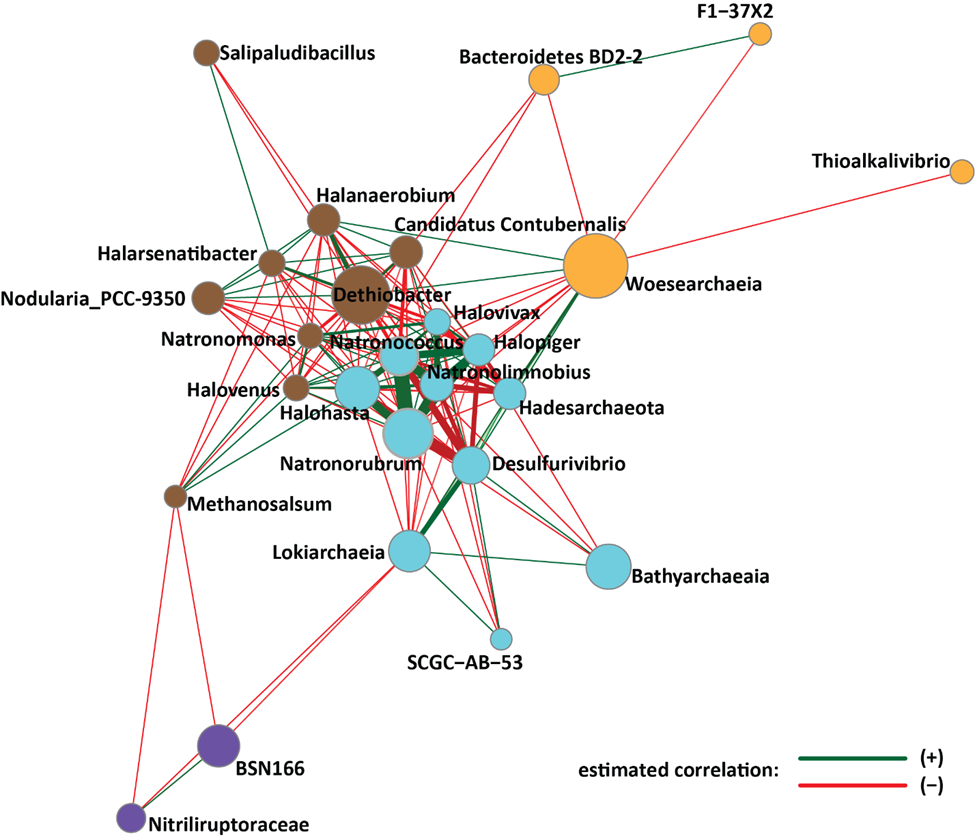 F1−37X2
Salipaludibacillus
Bacteroidetes BD2-2
Thioalkalivibrio
Halanaerobium
Candidatus Contubernalis
Halarsenatibacter
Woesearchaeia
Nodularia_PCC-9350
Dethiobacter
Halovivax
Natronomonas
Natronococcus
Halopiger
Natronolimnobius
Halovenus
Halohasta
Hadesarchaeota
Natronorubrum
Desulfurivibrio
Methanosalsum
Lokiarchaeia
Bathyarchaeaia
SCGC−AB−53
BSN166
estimated correlation:
(+)
(−)
Nitriliruptoraceae